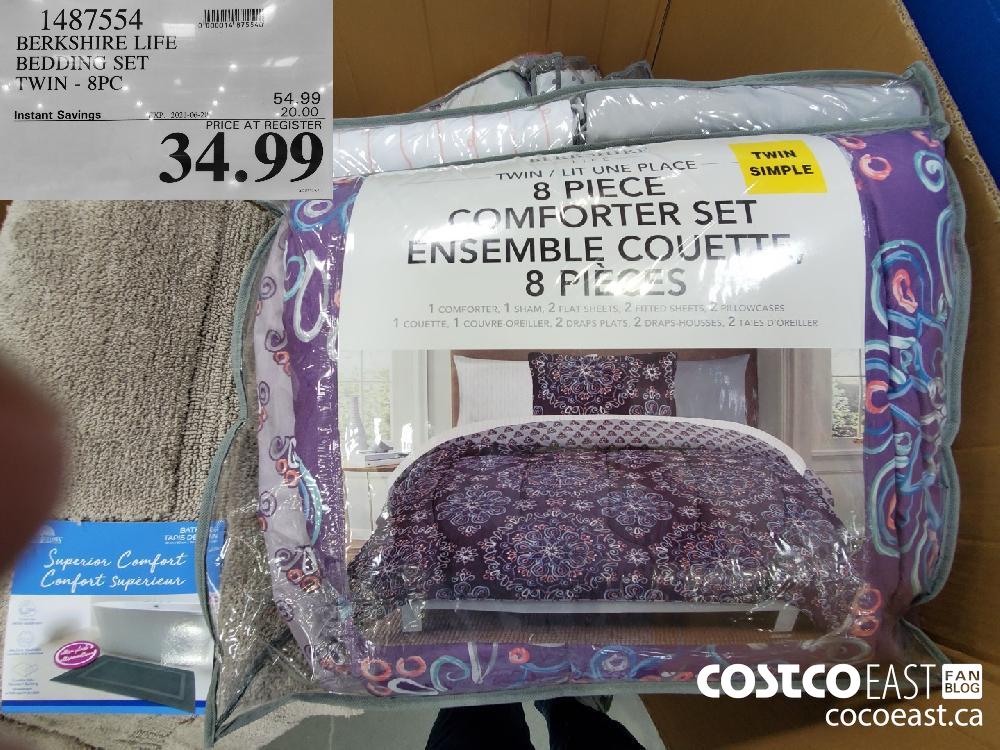 1487554
BERKSHIRE LIFE
BEDDING SET
TWIN - 8PC
54.99
Instant Savings
20.00
PRICE AT REGISTER
34.99
TWIN / LIT UNE PLACE
TWIN
SIMPLE
8 PIECE
COMFORTER SET
ENSEMBLE COUETTE,
8 PIÈCES
1 COMFORTER, 1 SHAM, 2 FLAT SHEETS, 2 FITTED SHEETS, 2 PILLOWCASES
1 COUETTE, 1 COUVRE-OREILLER, 2 DRAPS PLATS, 2 DRAPS-HOUSSES, 2 TAIES D'OREILLER
Superior Comfort
Confort Supérieur
COSTCO EAST FAN BLOG
cocoeast.ca